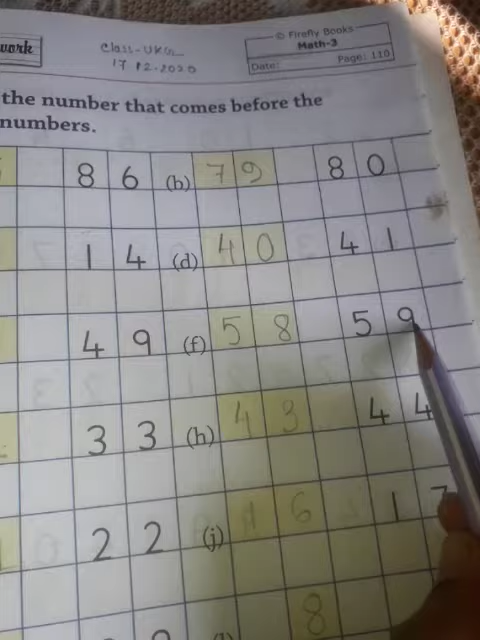 work
Class-UKG
17.12.2020
© Firefly Books
Math-3
Date: Page: 110
the number that comes before the
numbers.
8 6 (b) 7 9 8 0
1 4 (d) 4 0 4 1
4 9 (f) 5 8 5 9
3 3 (h) 4 3 4 4
2 2 (j) 1 6 1 7
8